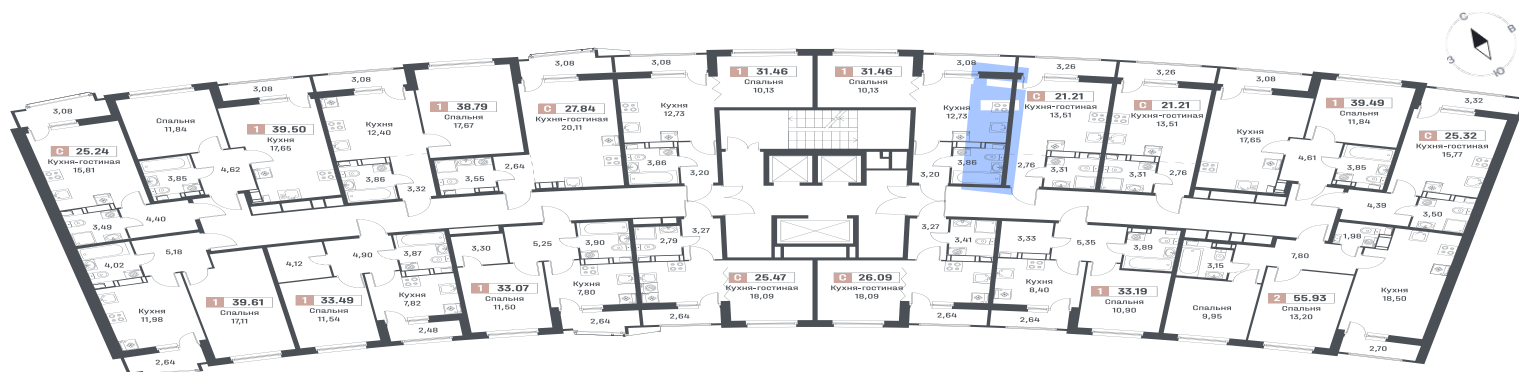 С
В
Ю
З
3,08
С 25.24
Кухня-гостиная
15,81
3,49
4,40
Спальня
11,84
3,85
4,62
3,08
1 39.50
Кухня
17,65
3,08
Кухня
12,40
3,86
3,32
1 38.79
Спальня
17,67
3,55
2,64
3,08
С 27.84
Кухня-гостиная
20,11
3,08
Кухня
12,73
3,86
3,20
1 31.46
Спальня
10,13
1 31.46
Спальня
10,13
3,08
Кухня
12,73
3,86
3,20
3,26
С 21.21
Кухня-гостиная
13,51
2,76
3,31
3,26
С 21.21
Кухня-гостиная
13,51
3,31
2,76
3,08
Кухня
17,65
4,61
1 39.49
Спальня
11,84
3,85
3,32
С 25.32
Кухня-гостиная
15,77
4,39
3,50
4,02
5,18
Кухня
11,98
2,64
1 39.61
Спальня
17,11
4,12
4,90
3,87
1 33.49
Спальня
11,54
Кухня
7,82
2,48
3,30
5,25
3,90
1 33.07
Спальня
11,50
Кухня
7,80
2,64
2,79
3,27
2,64
С 25.47
Кухня-гостиная
18,09
С 26.09
Кухня-гостиная
18,09
3,27
3,41
2,64
3,33
5,35
3,89
Кухня
8,40
2,64
1 33.19
Спальня
10,90
3,15
Спальня
9,95
7,80
1,98
2 55.93
Спальня
13,20
Кухня
18,50
2,70